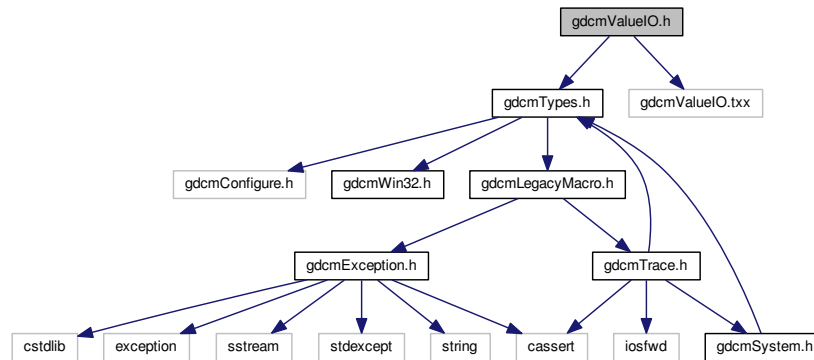 gdcmValueIO.h
gdcmTypes.h
gdcmValueIO.txx
gdcmConfigure.h
gdcmWin32.h
gdcmLegacyMacro.h
gdcmException.h
gdcmTrace.h
cstdlib
exception
sstream
stdexcept
string
cassert
iosfwd
gdcmSystem.h